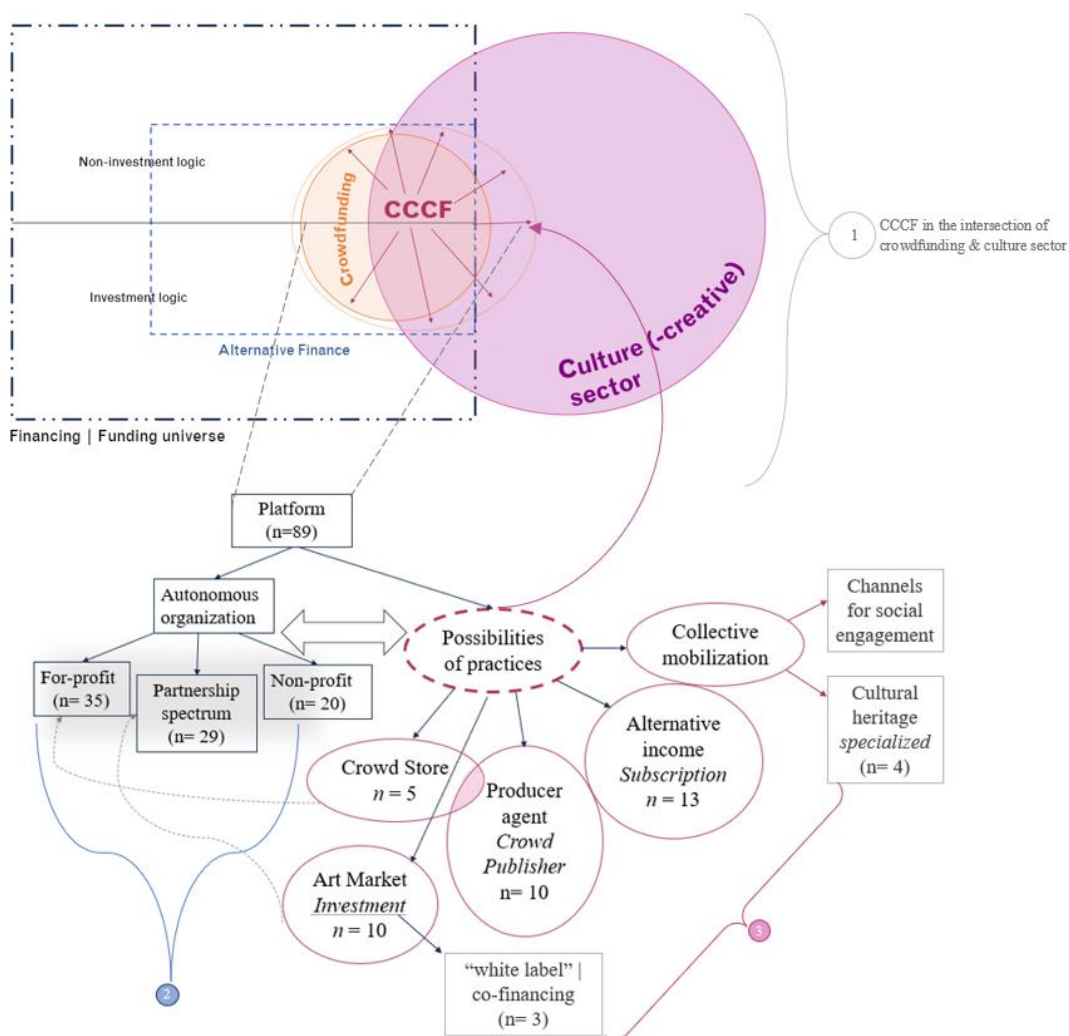 Non-investment logic
Crowdfunding
CCCF
Investment logic
Alternative Finance
Culture (-creative)
sector
Financing | Funding universe
1
CCCF in the intersection of
crowdfunding & culture sector
Platform
(n=89)
Autonomous
organization
Possibilities
of practices
Collective
mobilization
Channels
for social
engagement
For-profit
(n= 35)
Partnership
spectrum
(n= 29)
Non-profit
(n= 20)
Cultural
heritage
specialized
(n= 4)
Crowd Store
n = 5
Producer
agent
Crowd
Publisher
n= 10
Alternative
income
Subscription
n = 13
Art Market
Investment
n = 10
"white label" |
co-financing
(n= 3)
2
3